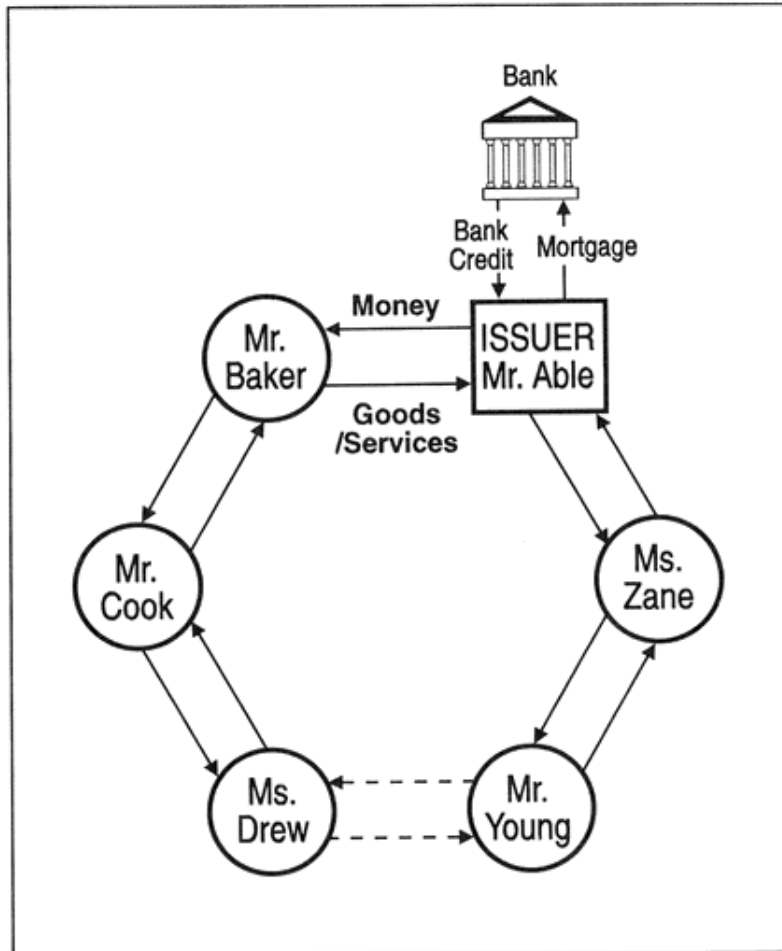 Bank
Bank
Credit
Mortgage
Money
ISSUER
Mr. Able
Mr.
Baker
Goods
/Services
Mr.
Cook
Ms.
Zane
Ms.
Drew
Mr.
Young